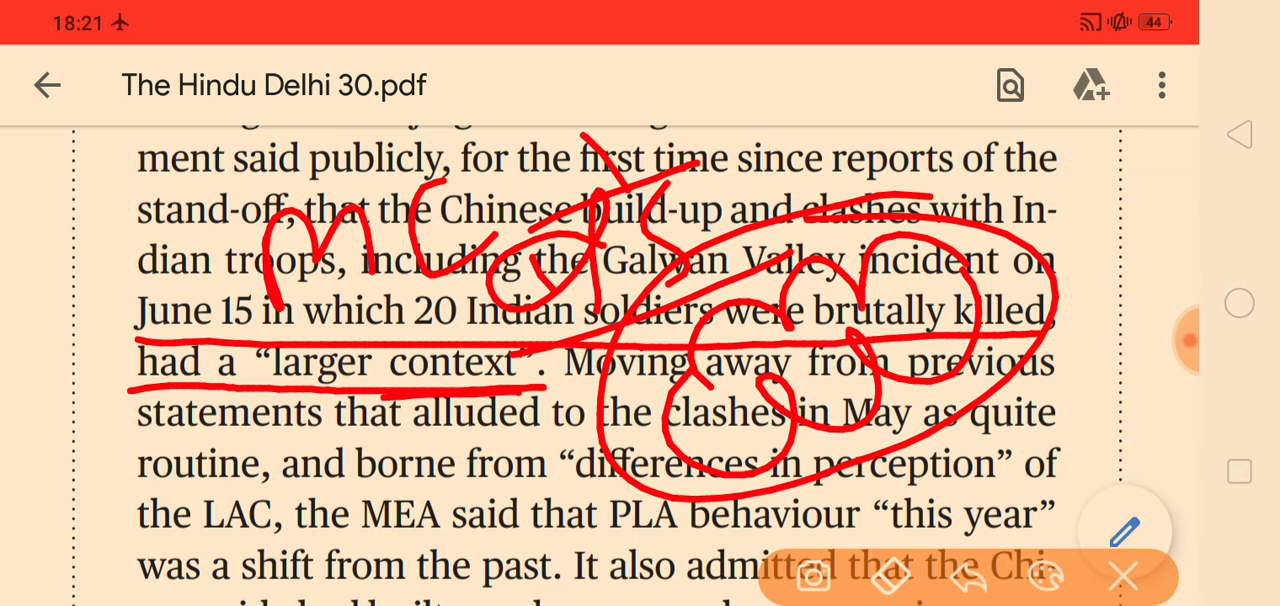 18:21
44
The Hindu Delhi 30.pdf
ment said publicly, for the first time since reports of the
stand-off, that the Chinese build-up and clashes with In-
dian troops, including the Galwan Valley incident on
June 15 in which 20 Indian soldiers were brutally killed,
had a “larger context”. Moving away from previous
statements that alluded to the clashes in May as quite
routine, and borne from “differences in perception” of
the LAC, the MEA said that PLA behaviour “this year”
was a shift from the past. It also admitted that the Chi-